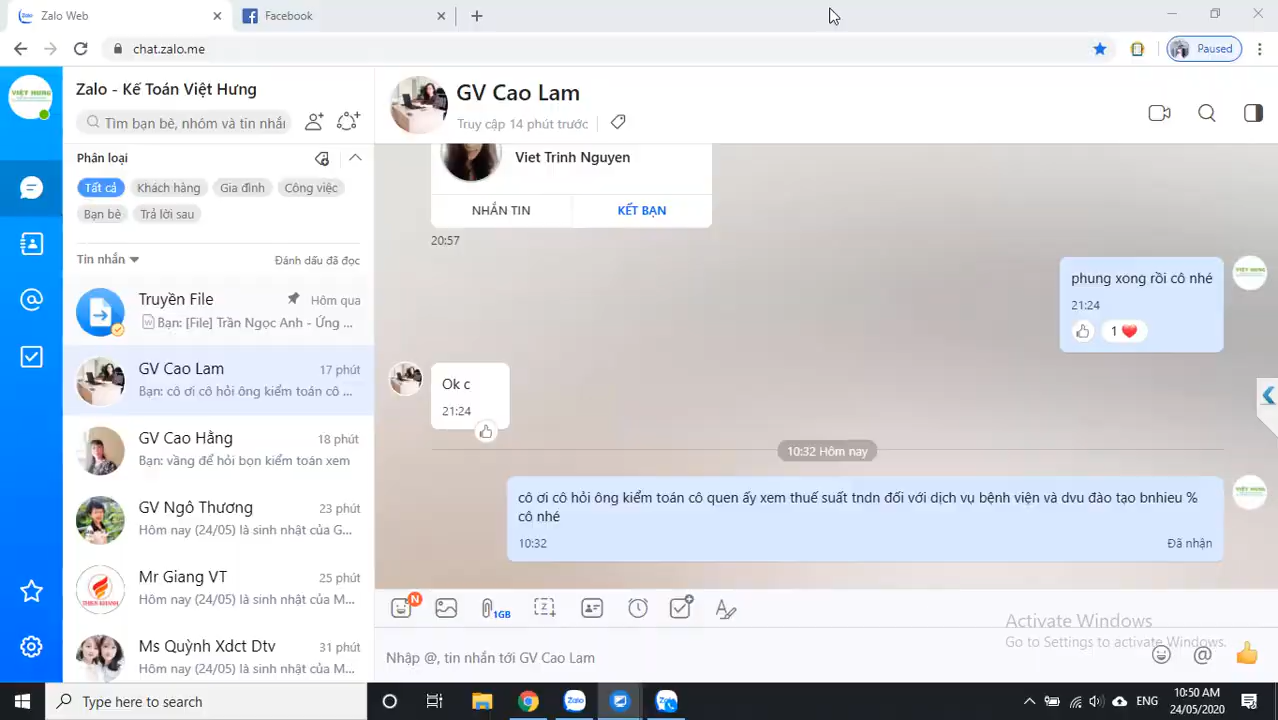 Zalo Web
Facebook
chat.zalo.me
Paused
VIỆT HƯNG
Zalo - Kế Toán Việt Hưng
Tìm bạn bè, nhóm và tin nhắi
Phân loại
Tất cả
Khách hàng
Gia đình
Công việc
Bạn bè
Trả lời sau
Tin nhắn
Đánh dấu đã đọc
Truyền File
Hôm qua
Bạn: [File] Trần Ngọc Anh - Ứng ...
GV Cao Lam
17 phút
Bạn: cô ơi cô hỏi ông kiểm toán cô ...
GV Cao Hằng
18 phút
Bạn: vầng để hỏi bọn kiểm toán xem
GV Ngô Thương
23 phút
Hôm nay (24/05) là sinh nhật của G...
Mr Giang VT
25 phút
Hôm nay (24/05) là sinh nhật của M...
Ms Quỳnh Xdct Dtv
31 phút
Hôm nay (24/05) là sinh nhật của M...
GV Cao Lam
Truy cập 14 phút trước
Viet Trinh Nguyen
NHẮN TIN
KẾT BẠN
20:57
phung xong rồi cô nhé
21:24
1
VIỆT HƯNG
Ok c
21:24
10:32 Hôm nay
cô ơi cô hỏi ông kiểm toán cô quen ấy xem thuế suất tndn đối với dịch vụ bệnh viện và dvu đào tạo bnhieu %
cô nhé
10:32
Đã nhận
VIỆT HƯNG
N
1GB
Activate Windows
Go to Settings to activate Windows.
Nhập @, tin nhắn tới GV Cao Lam
Type here to search
Zalo
ENG
10:50 AM
24/05/2020